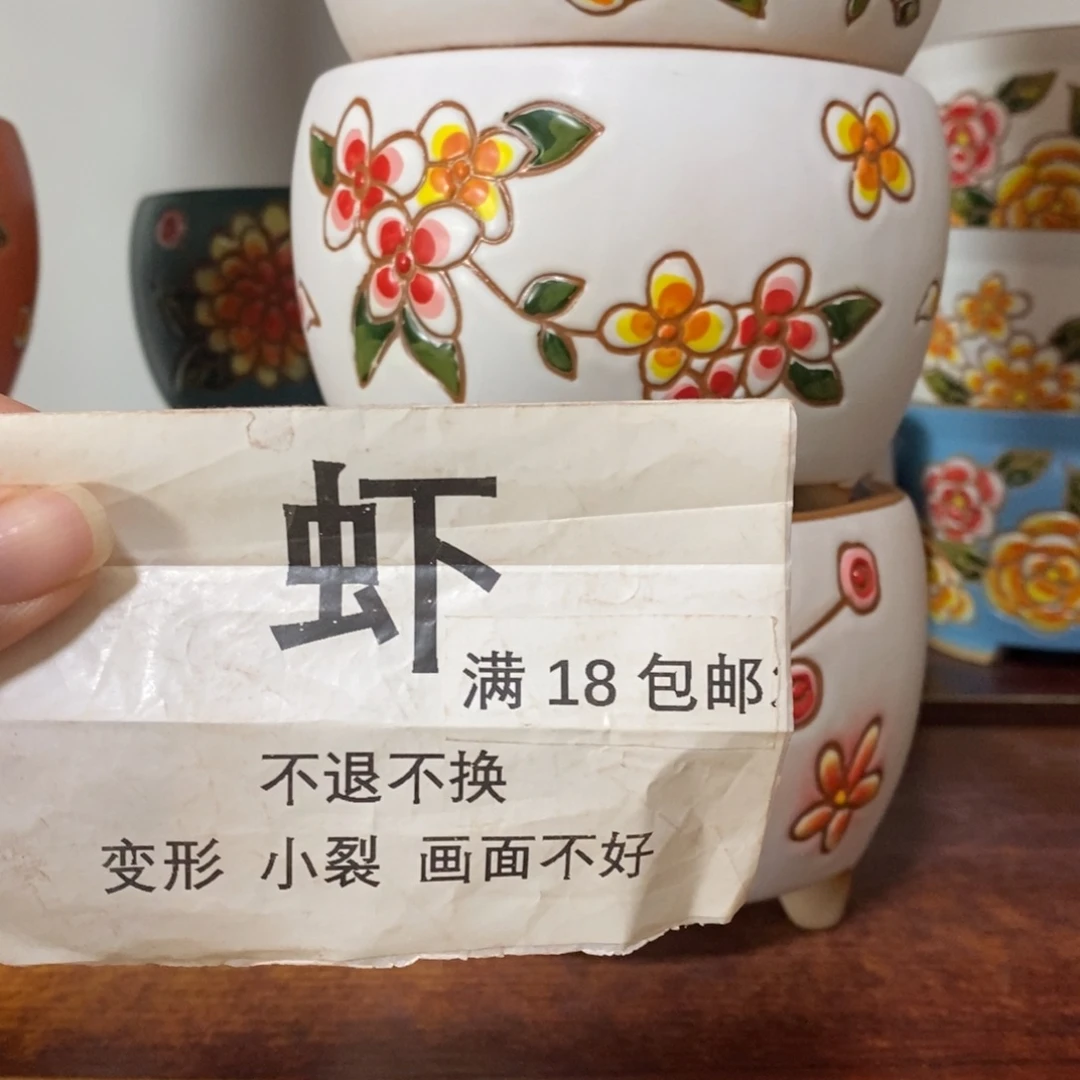 虾
满 18 包邮
不退不换
变形 小裂 画面不好